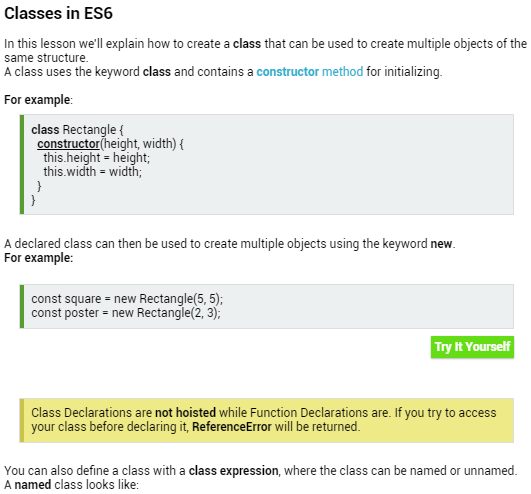 Classes in ES6
In this lesson we'll explain how to create a class that can be used to create multiple objects of the
same structure.
A class uses the keyword class and contains a constructor method for initializing.
For example:
class Rectangle {
constructor(height, width) {
this.height = height;
this.width = width;
}
}
A declared class can then be used to create multiple objects using the keyword new.
For example:
const square = new Rectangle(5, 5);
const poster = new Rectangle(2, 3);
Try It Yourself
Class Declarations are not hoisted while Function Declarations are. If you try to access
your class before declaring it, ReferenceError will be returned.
You can also define a class with a class expression, where the class can be named or unnamed.
A named class looks like: